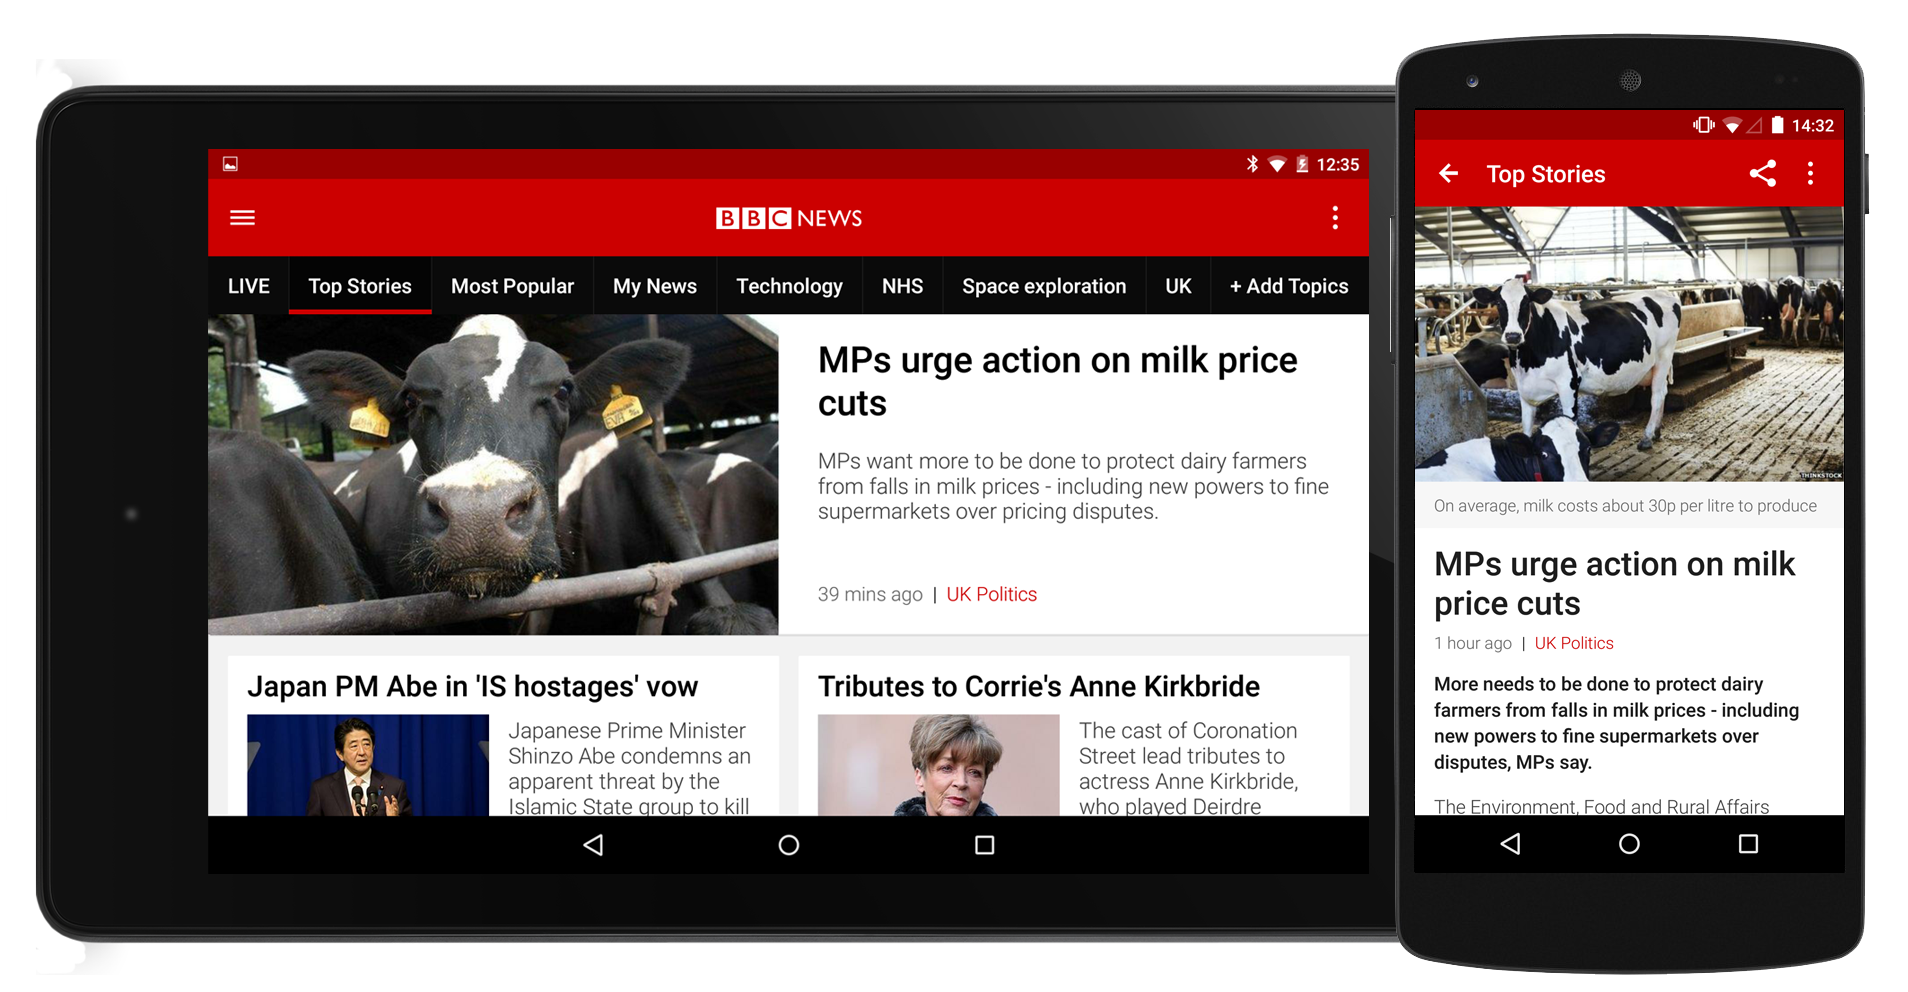 12:35
BBC NEWS
LIVE Top Stories Most Popular My News Technology NHS Space exploration UK + Add Topics
MPs urge action on milk price
cuts
MPs want more to be done to protect dairy farmers
from falls in milk prices - including new powers to fine
supermarkets over pricing disputes.
39 mins ago | UK Politics
Japan PM Abe in 'IS hostages' vow
Japanese Prime Minister
Shinzo Abe condemns an
apparent threat by the
Islamic State group to kill
Tributes to Corrie's Anne Kirkbride
The cast of Coronation
Street lead tributes to
actress Anne Kirkbride,
who played Deirdre
14:32
Top Stories
THINKSTOCK
On average, milk costs about 30p per litre to produce
MPs urge action on milk
price cuts
1 hour ago | UK Politics
More needs to be done to protect dairy
farmers from falls in milk prices - including
new powers to fine supermarkets over
disputes, MPs say.
The Environment, Food and Rural Affairs